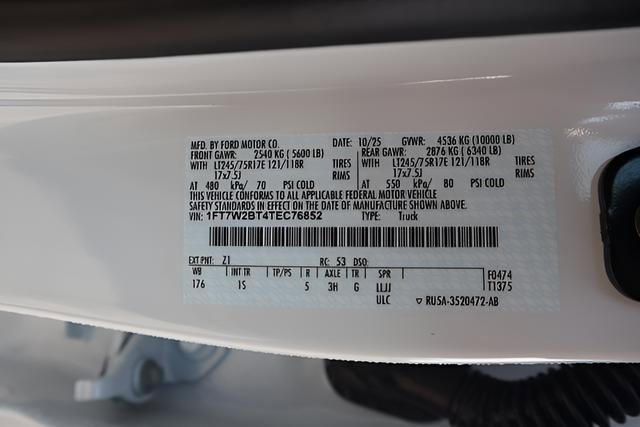 MFD. BY FORD MOTOR CO. DATE: 10/25 GVWR: 4536 KG (10000 LB)
FRONT GAWR: 2540 KG ( 5600 LB) REAR GAWR: 2876 KG ( 6340 LB)
WITH LT245/75R17E 121/118R TIRES WITH LT245/75R17E 121/118R TIRES
17x7.5J RIMS 17x7.5J RIMS
AT 480 kPa/ 70 PSI COLD AT 550 kPa/ 80 PSI COLD
THIS VEHICLE CONFORMS TO ALL APPLICABLE FEDERAL MOTOR VEHICLE
SAFETY STANDARDS IN EFFECT ON THE DATE OF MANUFACTURE SHOWN ABOVE.
VIN: 1FT7W2BT4TEC76852 TYPE: Truck
EXT PNT: Z1 RC: 53 DSO:
WB INT TR TP/PS R AXLE TR SPR F0474
176 1S 5 3H G LLJJ T1375
ULC ▽ RU5A-3520472-AB